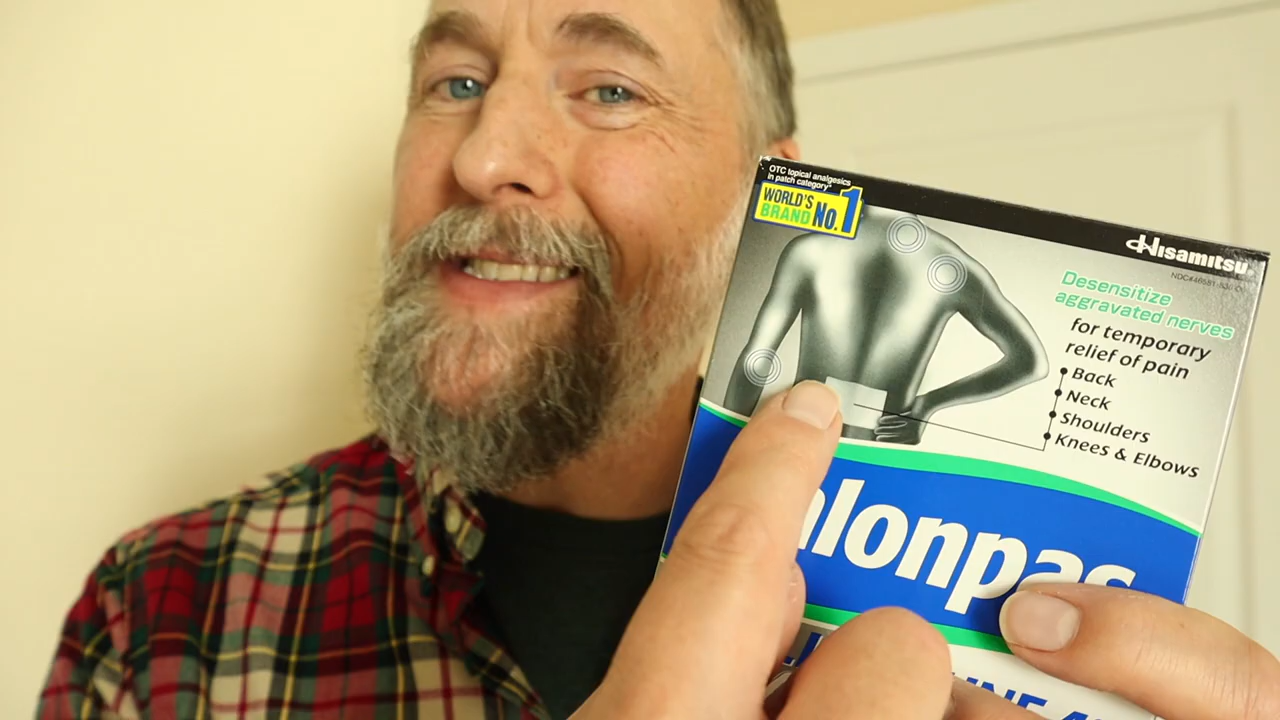 OTC topical analgesics
in patch category*
WORLD'S
BRAND No.1
Hisamitsu
Desensitize
aggravated nerves
for temporary
relief of pain
Back
Neck
Shoulders
Knees & Elbows
alonpas